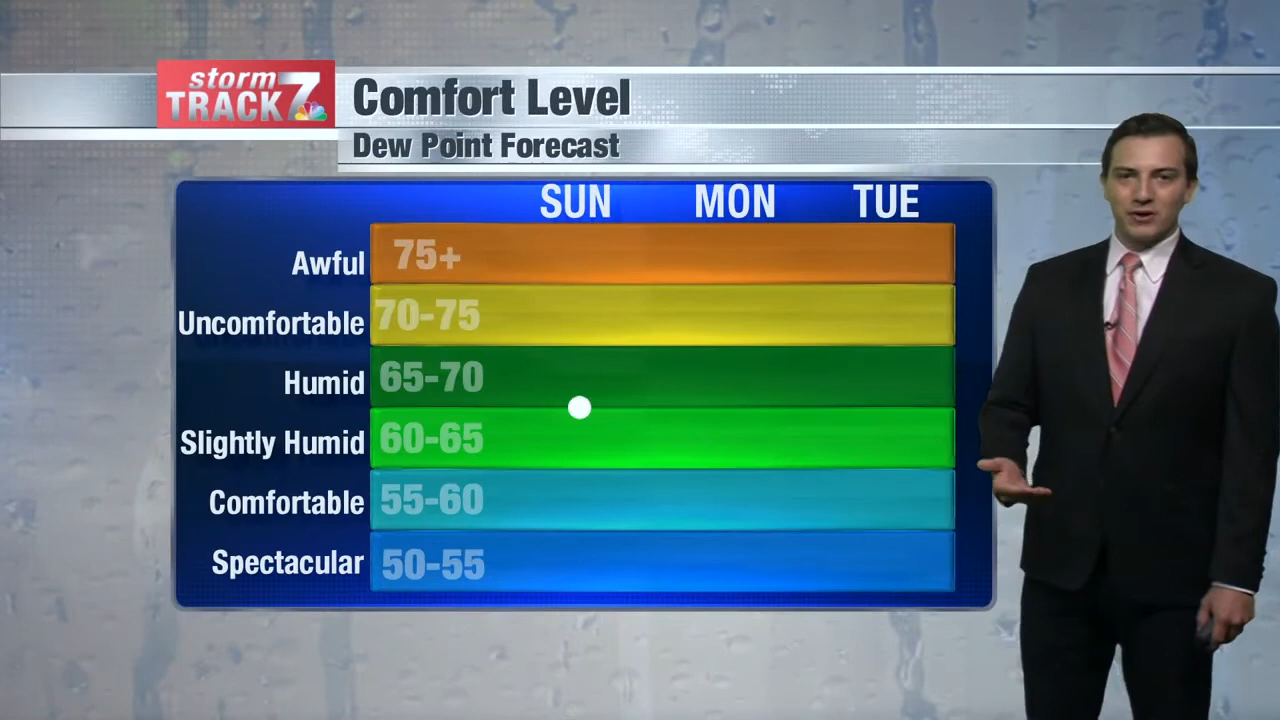 storm
TRACK 7
Comfort Level
Dew Point Forecast
SUN MON TUE
Awful 75+
Uncomfortable 70-75
Humid 65-70
Slightly Humid 60-65
Comfortable 55-60
Spectacular 50-55